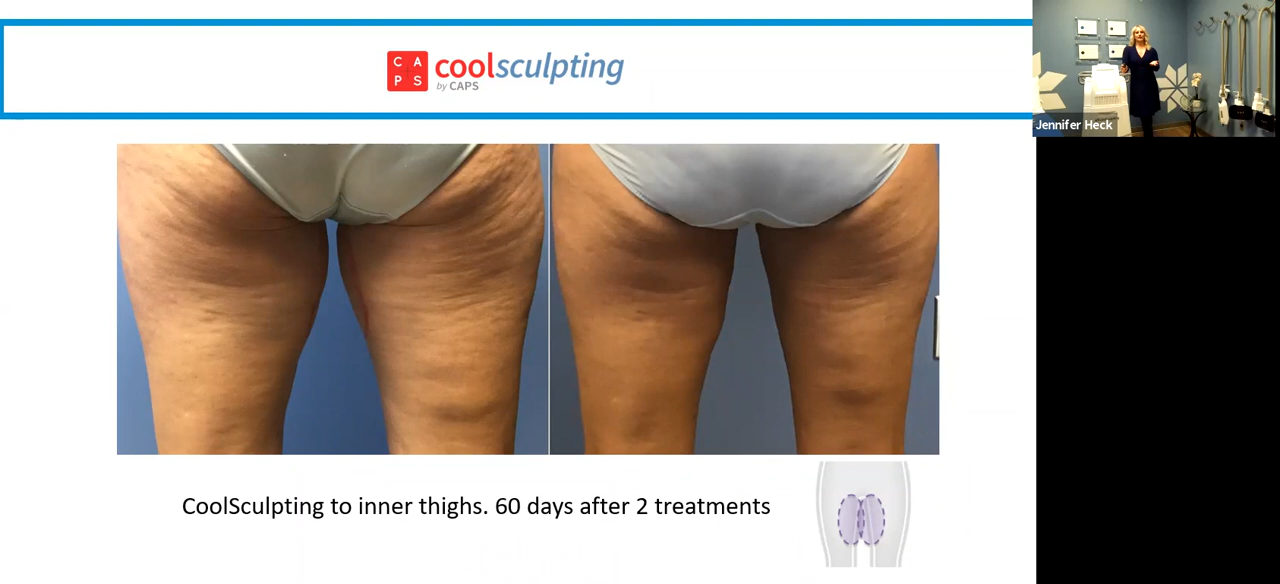 C A
P S
coolsculpting
by CAPS
Jennifer Heck
CoolSculpting to inner thighs. 60 days after 2 treatments